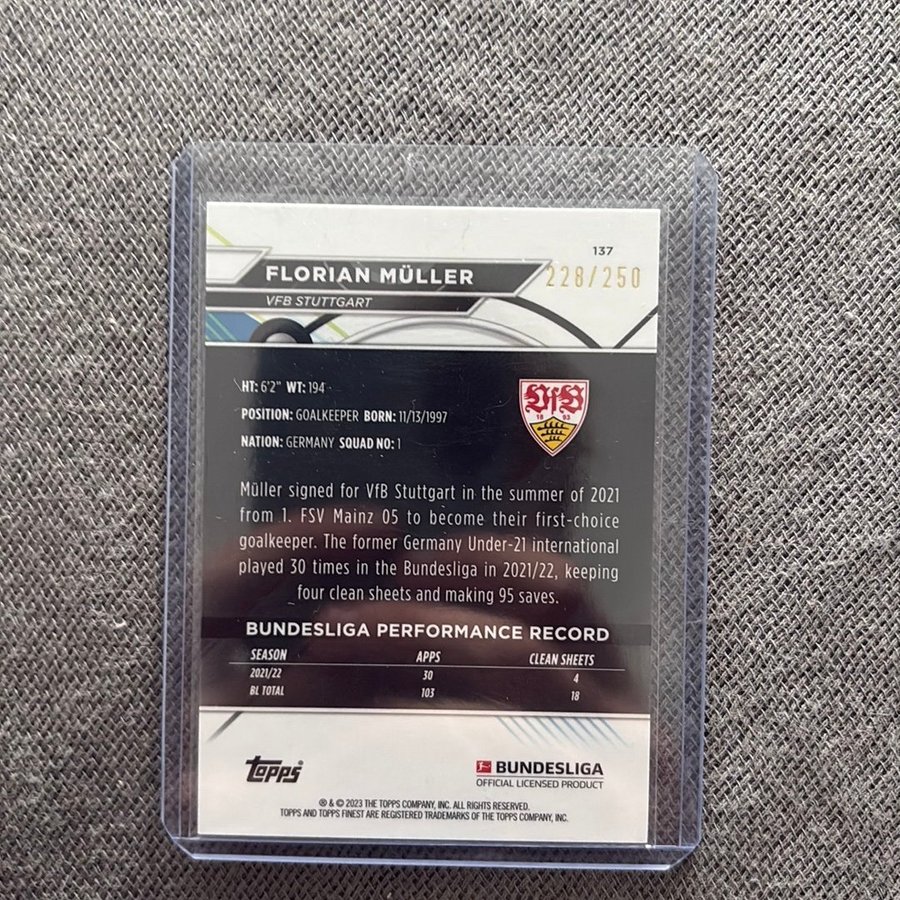 137
FLORIAN MÜLLER
228/250
VFB STUTTGART
HT: 6'2" WT: 194
POSITION: GOALKEEPER BORN: 11/13/1997
NATION: GERMANY SQUAD NO: 1
VfB
18 93
Müller signed for VfB Stuttgart in the summer of 2021
from 1. FSV Mainz 05 to become their first-choice
goalkeeper. The former Germany Under-21 international
played 30 times in the Bundesliga in 2021/22, keeping
four clean sheets and making 95 saves.
BUNDESLIGA PERFORMANCE RECORD
SEASON APPS CLEAN SHEETS
2021/22 30 4
BL TOTAL 103 18
topps®
BUNDESLIGA
OFFICIAL LICENSED PRODUCT
® & © 2023 THE TOPPS COMPANY, INC. ALL RIGHTS RESERVED.
TOPPS AND TOPPS FINEST ARE REGISTERED TRADEMARKS OF THE TOPPS COMPANY, INC.